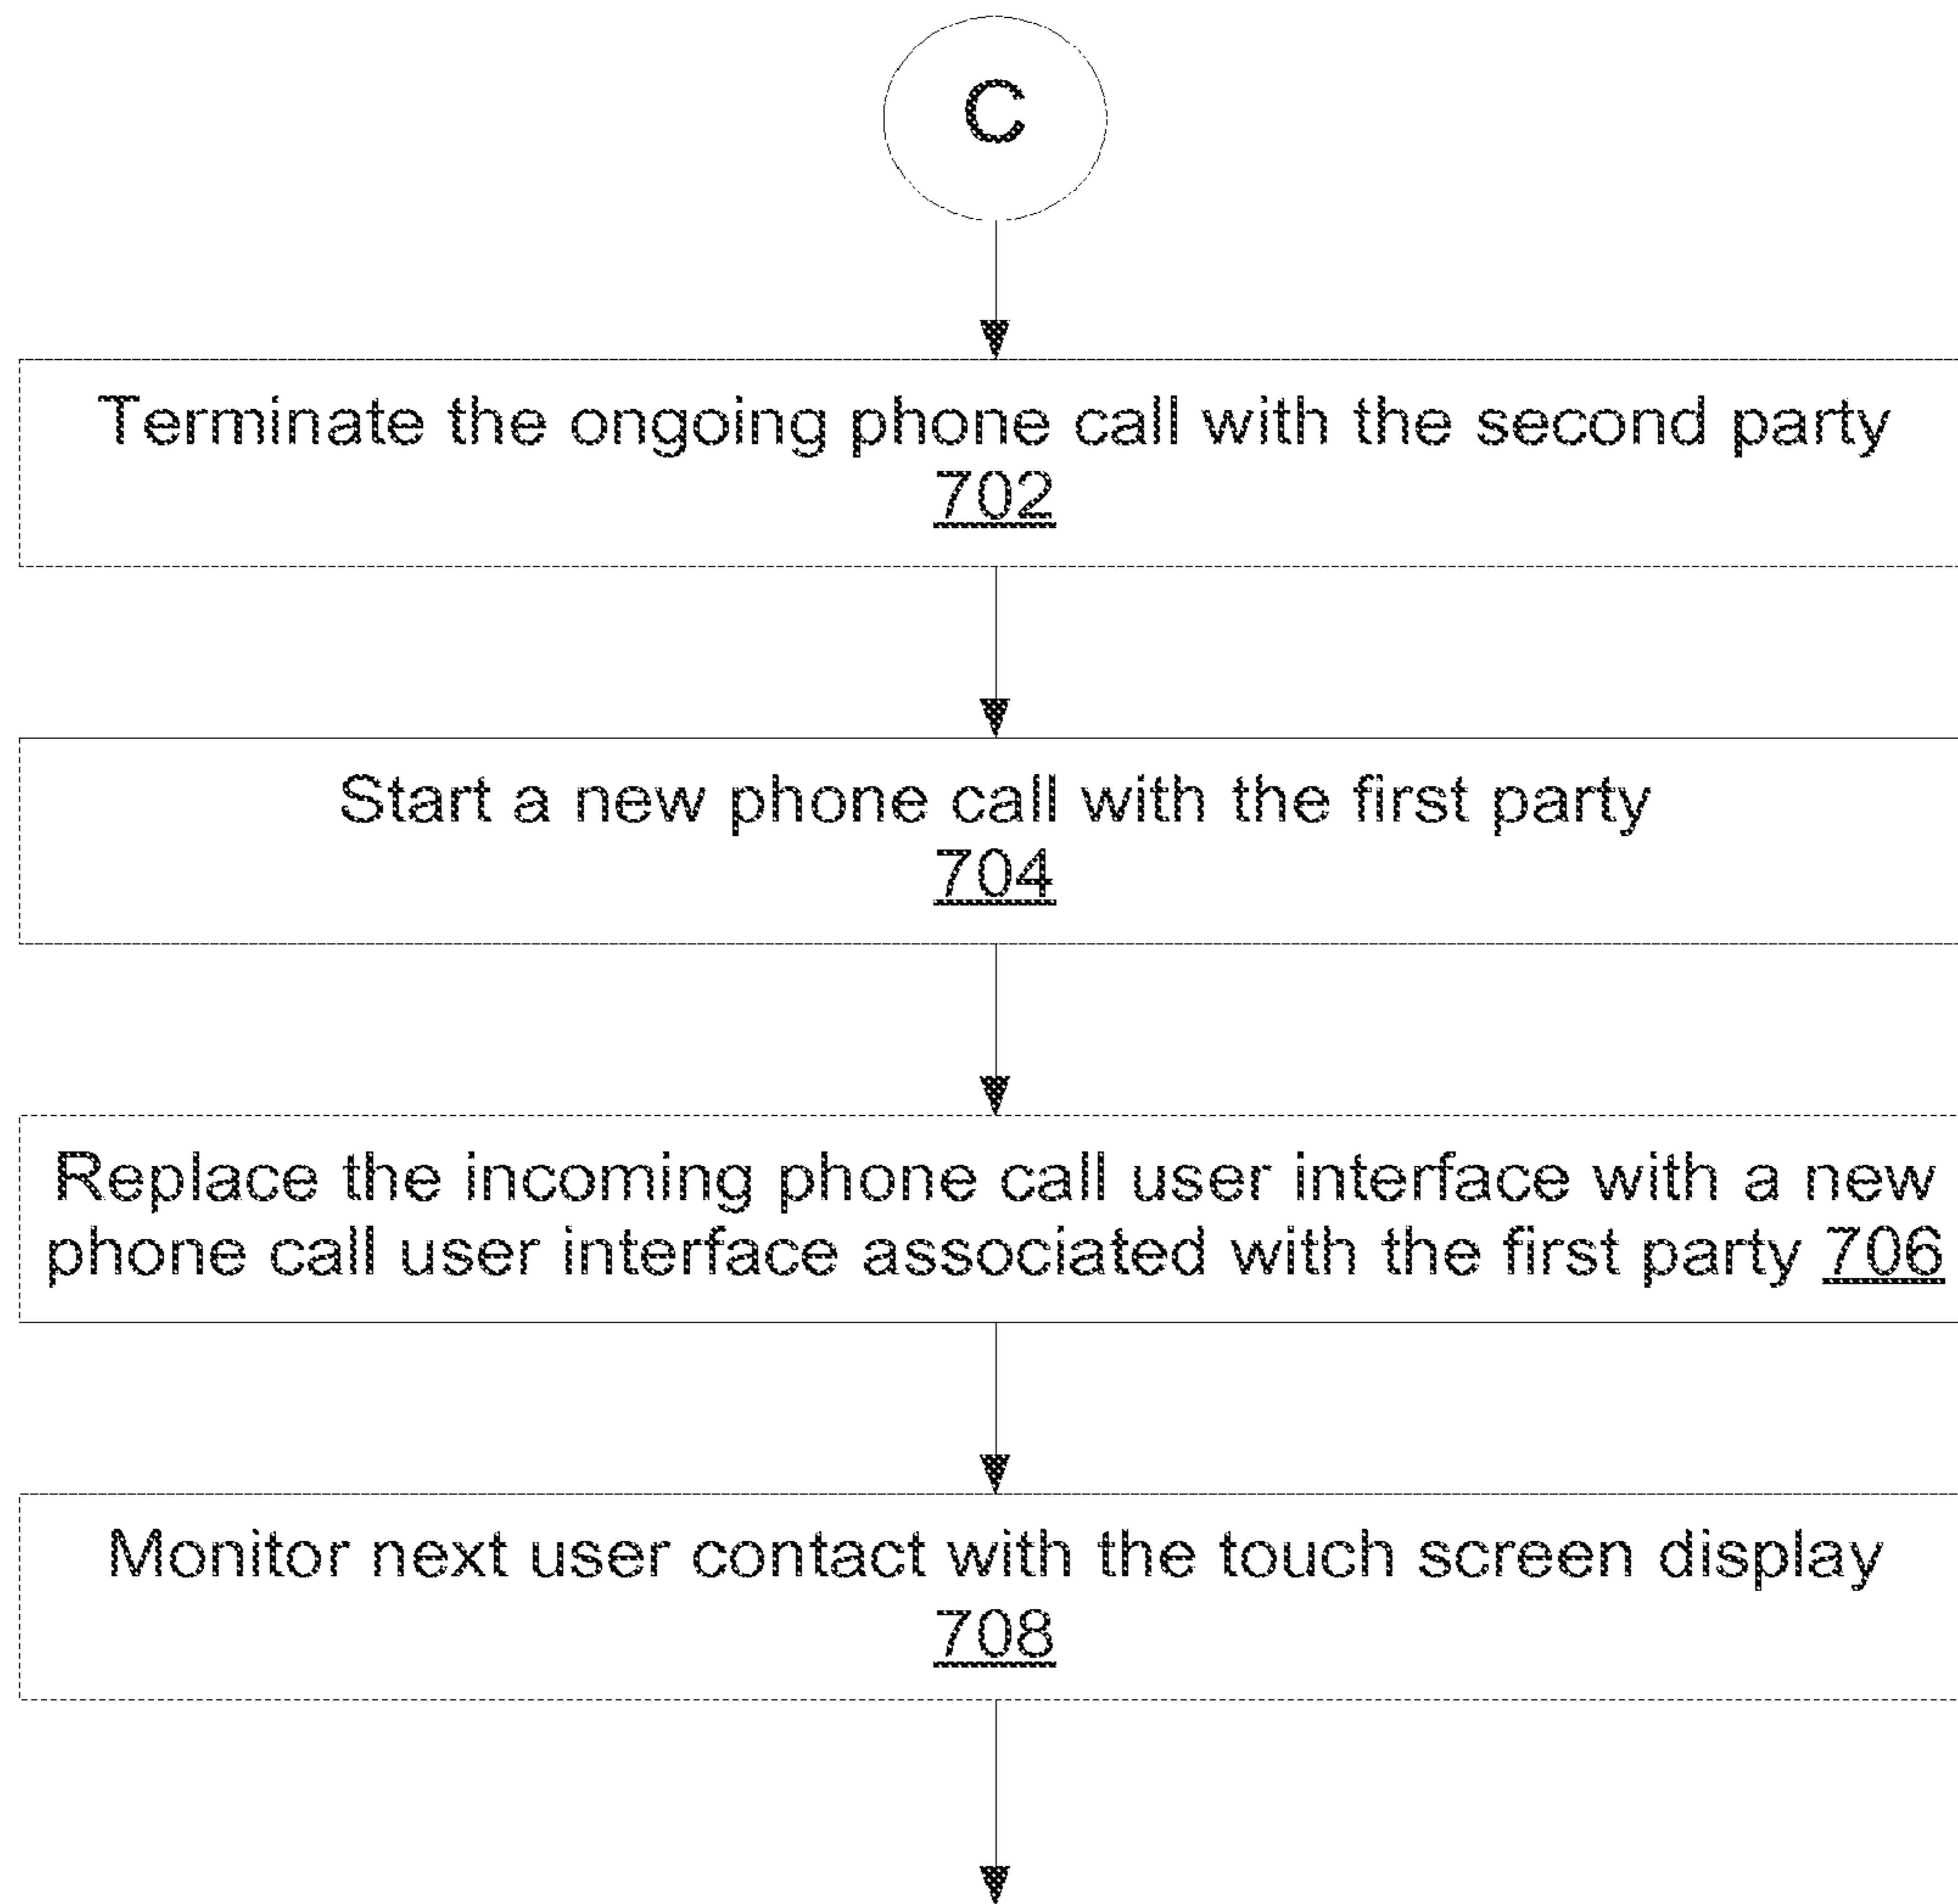 C
Terminate the ongoing phone call with the second party
702
Start a new phone call with the first party
704
Replace the incoming phone call user interface with a new
phone call user interface associated with the first party 706
Monitor next user contact with the touch screen display
708